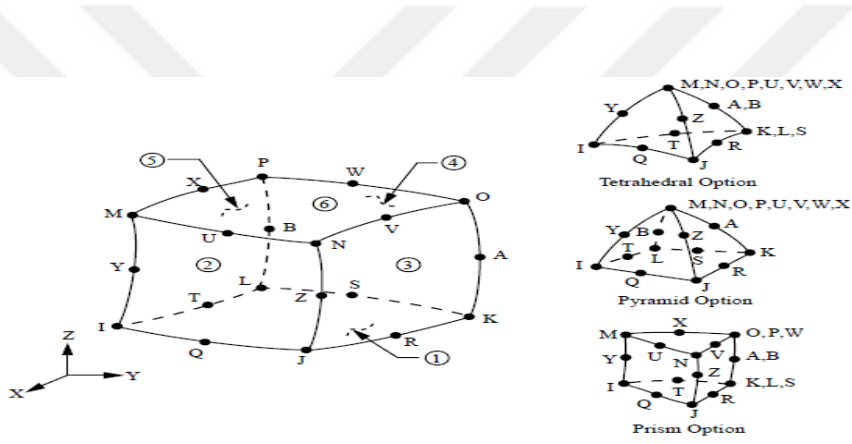 ⑤ P ④
X W
⑥ O
M
B V
U N
② ③
Y A
L Z S
T
I K
Q J R ①
Z
Y
X
M,N,O,P,U,V,W,X
Y A,B
Z
T K,L,S
I
Q R
J
Tetrahedral Option
M,N,O,P,U,V,W,X
A
Y B Z
T K
L S
I
Q R
J
Pyramid Option
X
M O,P,W
U V
N
Y A,B
Z
I T K,L,S
Q R
J
Prism Option